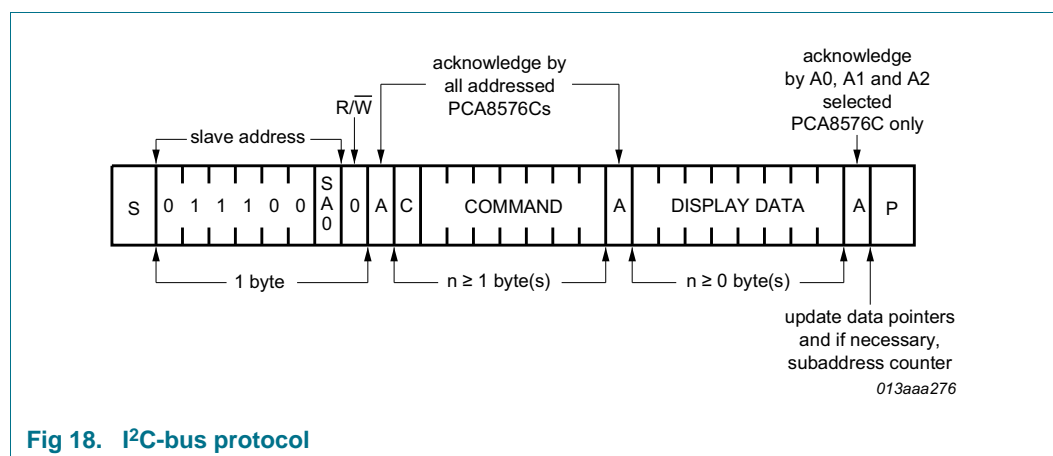 acknowledge by
all addressed
PCA8576Cs
acknowledge
by A0, A1 and A2
selected
PCA8576C only
R/W̅
slave address
S 0 1 1 1 0 0 SA0 0 A C COMMAND A DISPLAY DATA A P
1 byte
n ≥ 1 byte(s)
n ≥ 0 byte(s)
update data pointers
and if necessary,
subaddress counter
013aaa276
Fig 18. I²C-bus protocol